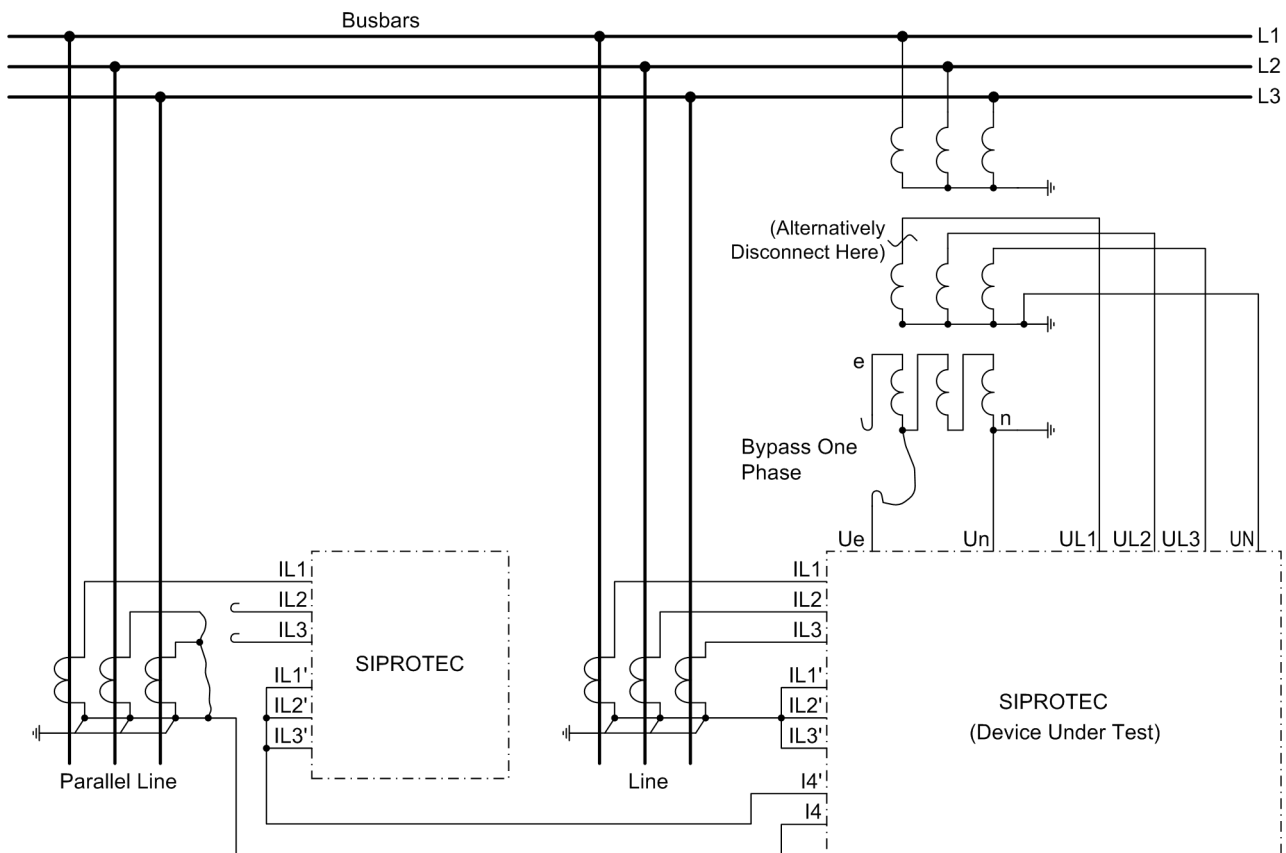 Busbars
L1
L2
L3
(Alternatively
Disconnect Here)
e
n
Bypass One
Phase
Ue
Un
UL1
UL2
UL3
UN
IL1
IL2
IL3
IL1'
IL2'
IL3'
SIPROTEC
IL1
IL2
IL3
IL1'
IL2'
IL3'
I4'
I4
SIPROTEC
(Device Under Test)
Parallel Line
Line